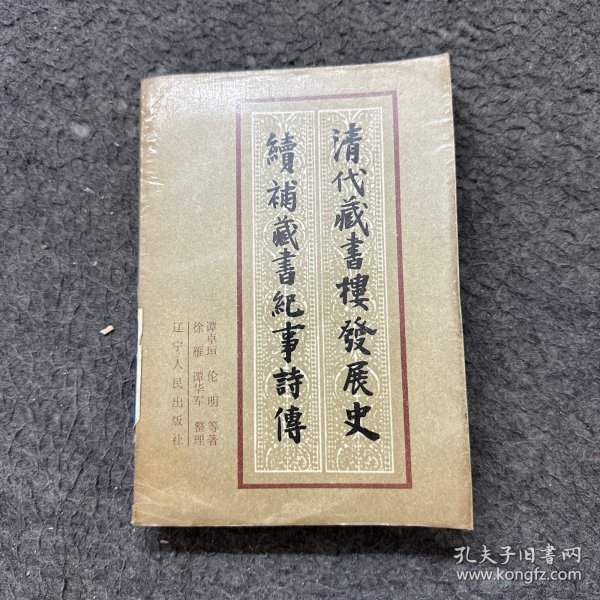 清代藏書樓發展史
續補藏書紀事詩傳
谭卓垣 伦明 等著
徐雁 谭华军 整理
辽宁人民出版社
孔夫子旧书网
www.kongfz.com